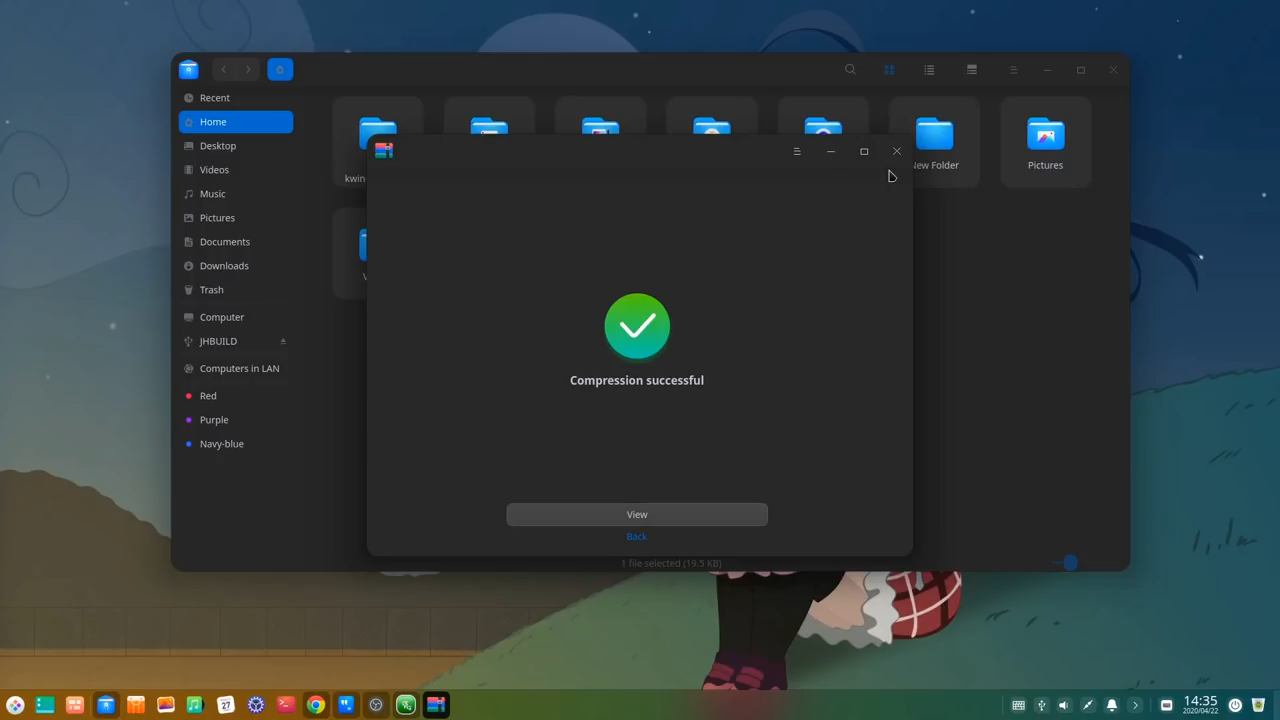 Recent
Home
Desktop
Videos
Music
Pictures
Documents
Downloads
Trash
Computer
JHBUILD
Computers in LAN
Red
Purple
Navy-blue
kwin
New Folder
Pictures
Compression successful
View
Back
1 file selected (19.5 KB)
27
14:35
2020/04/22